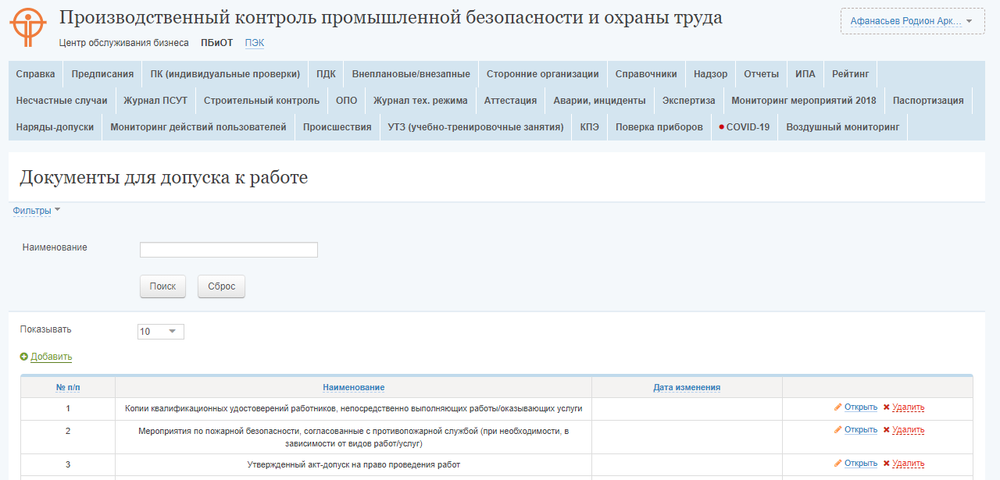 Производственный контроль промышленной безопасности и охраны труда
Афанасьев Родион Арк...
Центр обслуживания бизнеса ПБиОТ ПЭК
Справка Предписания ПК (индивидуальные проверки) ПДК Внеплановые/внезапные Сторонние организации Справочники Надзор Отчеты ИПА Рейтинг
Несчастные случаи Журнал ПСУТ Строительный контроль ОПО Журнал тех. режима Аттестация Аварии, инциденты Экспертиза Мониторинг мероприятий 2018 Паспортизация
Наряды-допуски Мониторинг действий пользователей Происшествия УТЗ (учебно-тренировочные занятия) КПЭ Поверка приборов COVID-19 Воздушный мониторинг
Документы для допуска к работе
Фильтры
Наименование
Поиск Сброс
Показывать 10
Добавить
№ п/п Наименование Дата изменения
1 Копии квалификационных удостоверений работников, непосредственно выполняющих работы/оказывающих услуги Открыть Удалить
2 Мероприятия по пожарной безопасности, согласованные с противопожарной службой (при необходимости, в Открыть Удалить
зависимости от видов работ/услуг)
3 Утвержденный акт-допуск на право проведения работ Открыть Удалить